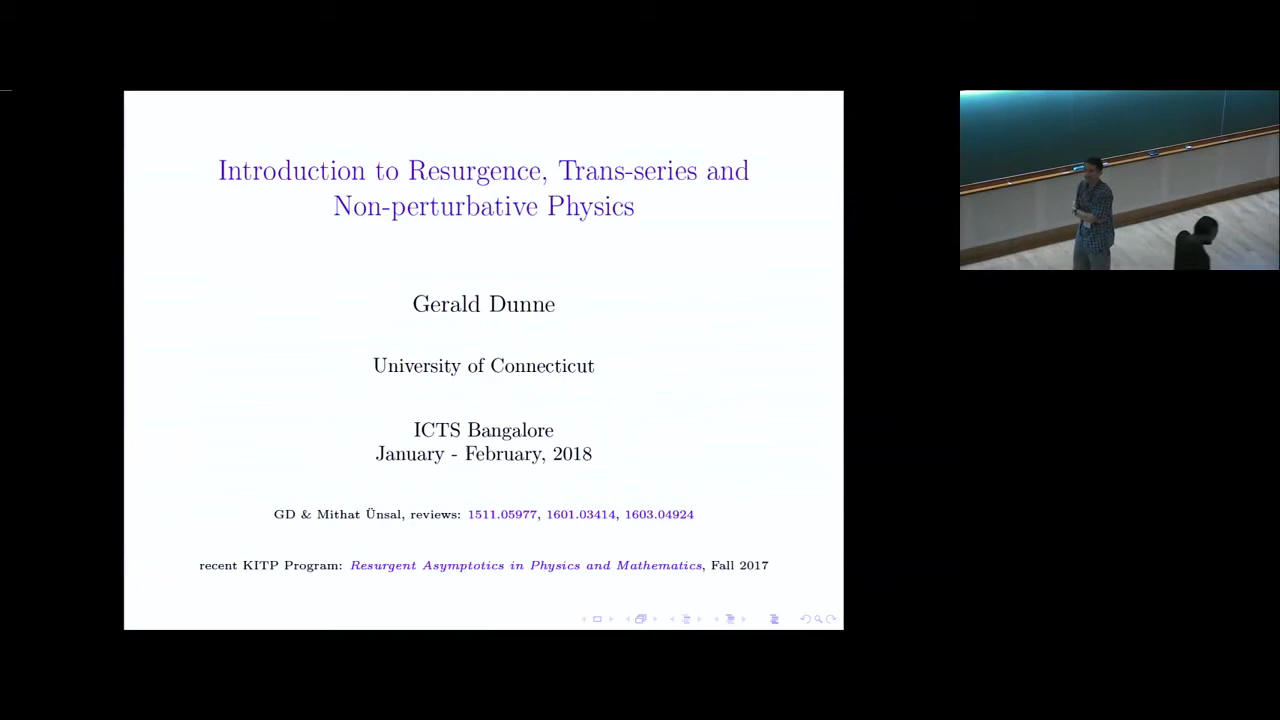 Introduction to Resurgence, Trans-series and
Non-perturbative Physics
Gerald Dunne
University of Connecticut
ICTS Bangalore
January - February, 2018
GD & Mithat Ünsal, reviews: 1511.05977, 1601.03414, 1603.04924
recent KITP Program: Resurgent Asymptotics in Physics and Mathematics, Fall 2017